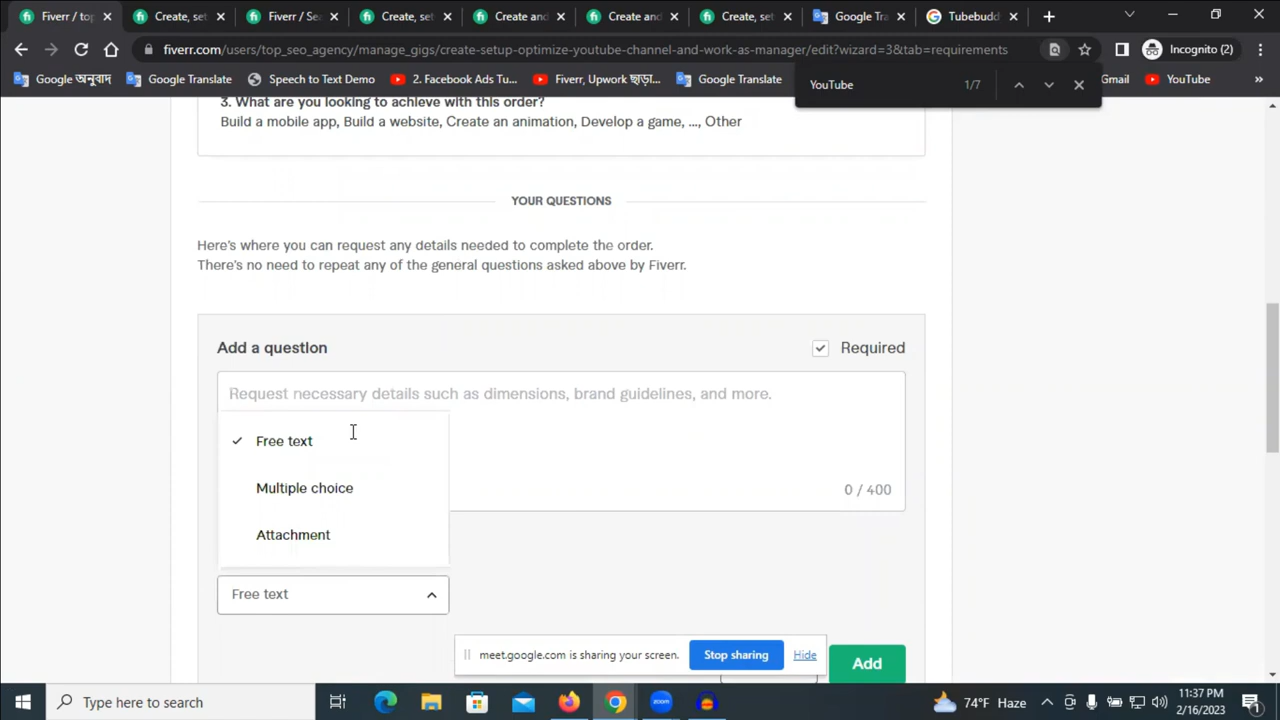 Fiverr / top
Create, set
Fiverr / Sea
Create, set
Create and
Create and
Create, set
Google Tra
Tubebudd
fiverr.com/users/top_seo_agency/manage_gigs/create-setup-optimize-youtube-channel-and-work-as-manager/edit?wizard=3&tab=requirements
Incognito (2)
Google অনুবাদ
Google Translate
Speech to Text Demo
2. Facebook Ads Tu...
Fiverr, Upwork ছাড়া...
Google Translate
Gmail
YouTube
YouTube
1/7
3. What are you looking to achieve with this order?
Build a mobile app, Build a website, Create an animation, Develop a game, ..., Other
YOUR QUESTIONS
Here's where you can request any details needed to complete the order.
There's no need to repeat any of the general questions asked above by Fiverr.
Add a question
Required
Request necessary details such as dimensions, brand guidelines, and more.
Free text
Multiple choice
0 / 400
Attachment
Free text
meet.google.com is sharing your screen.
Stop sharing
Hide
Add
Type here to search
zoom
74°F Haze
11:37 PM
2/16/2023
1